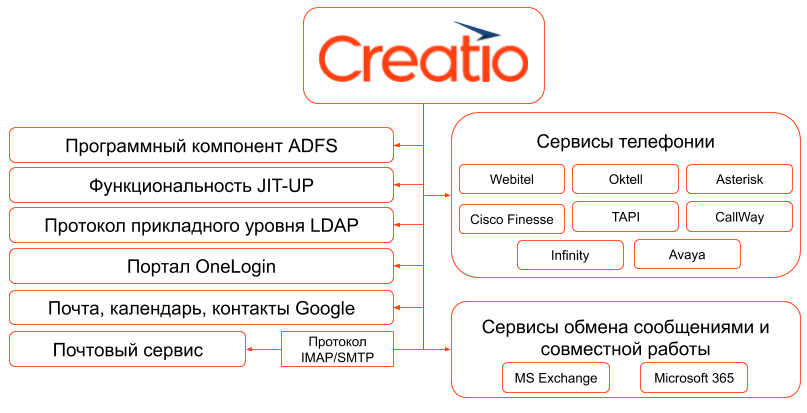 Creatio
Программный компонент ADFS
Функциональность JIT-UP
Протокол прикладного уровня LDAP
Портал OneLogin
Почта, календарь, контакты Google
Почтовый сервис
Протокол
IMAP/SMTP
Сервисы телефонии
Webitel
Oktell
Asterisk
Cisco Finesse
TAPI
CallWay
Infinity
Avaya
Сервисы обмена сообщениями и
совместной работы
MS Exchange
Microsoft 365